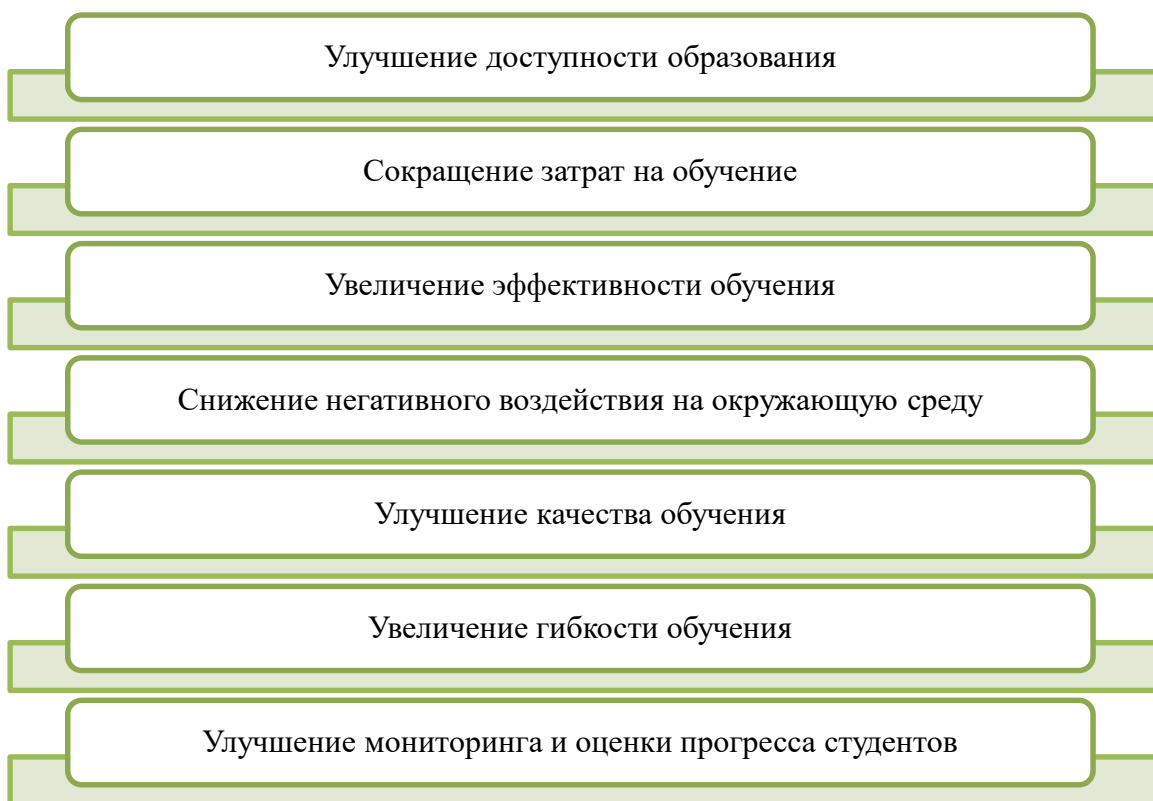 Улучшение доступности образования
Сокращение затрат на обучение
Увеличение эффективности обучения
Снижение негативного воздействия на окружающую среду
Улучшение качества обучения
Увеличение гибкости обучения
Улучшение мониторинга и оценки прогресса студентов